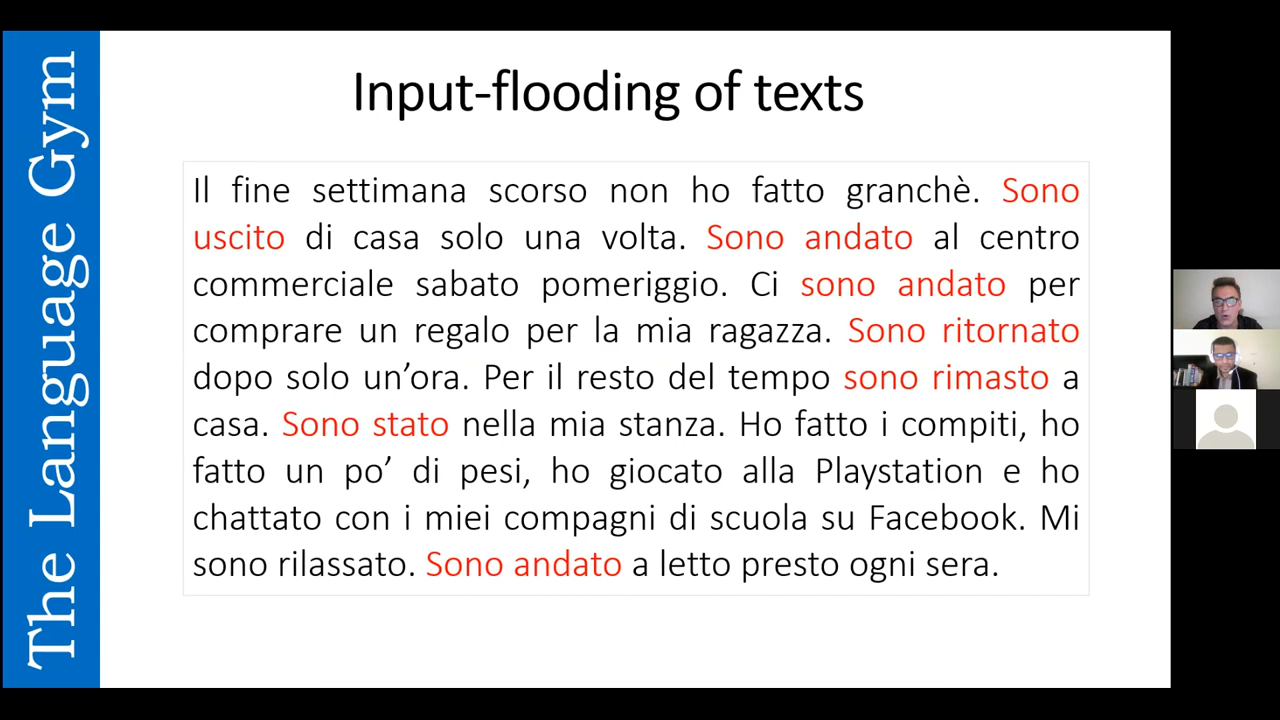 The Language Gym
Input-flooding of texts
Il fine settimana scorso non ho fatto granchè. Sono
uscito di casa solo una volta. Sono andato al centro
commerciale sabato pomeriggio. Ci sono andato per
comprare un regalo per la mia ragazza. Sono ritornato
dopo solo un’ora. Per il resto del tempo sono rimasto a
casa. Sono stato nella mia stanza. Ho fatto i compiti, ho
fatto un po’ di pesi, ho giocato alla Playstation e ho
chattato con i miei compagni di scuola su Facebook. Mi
sono rilassato. Sono andato a letto presto ogni sera.